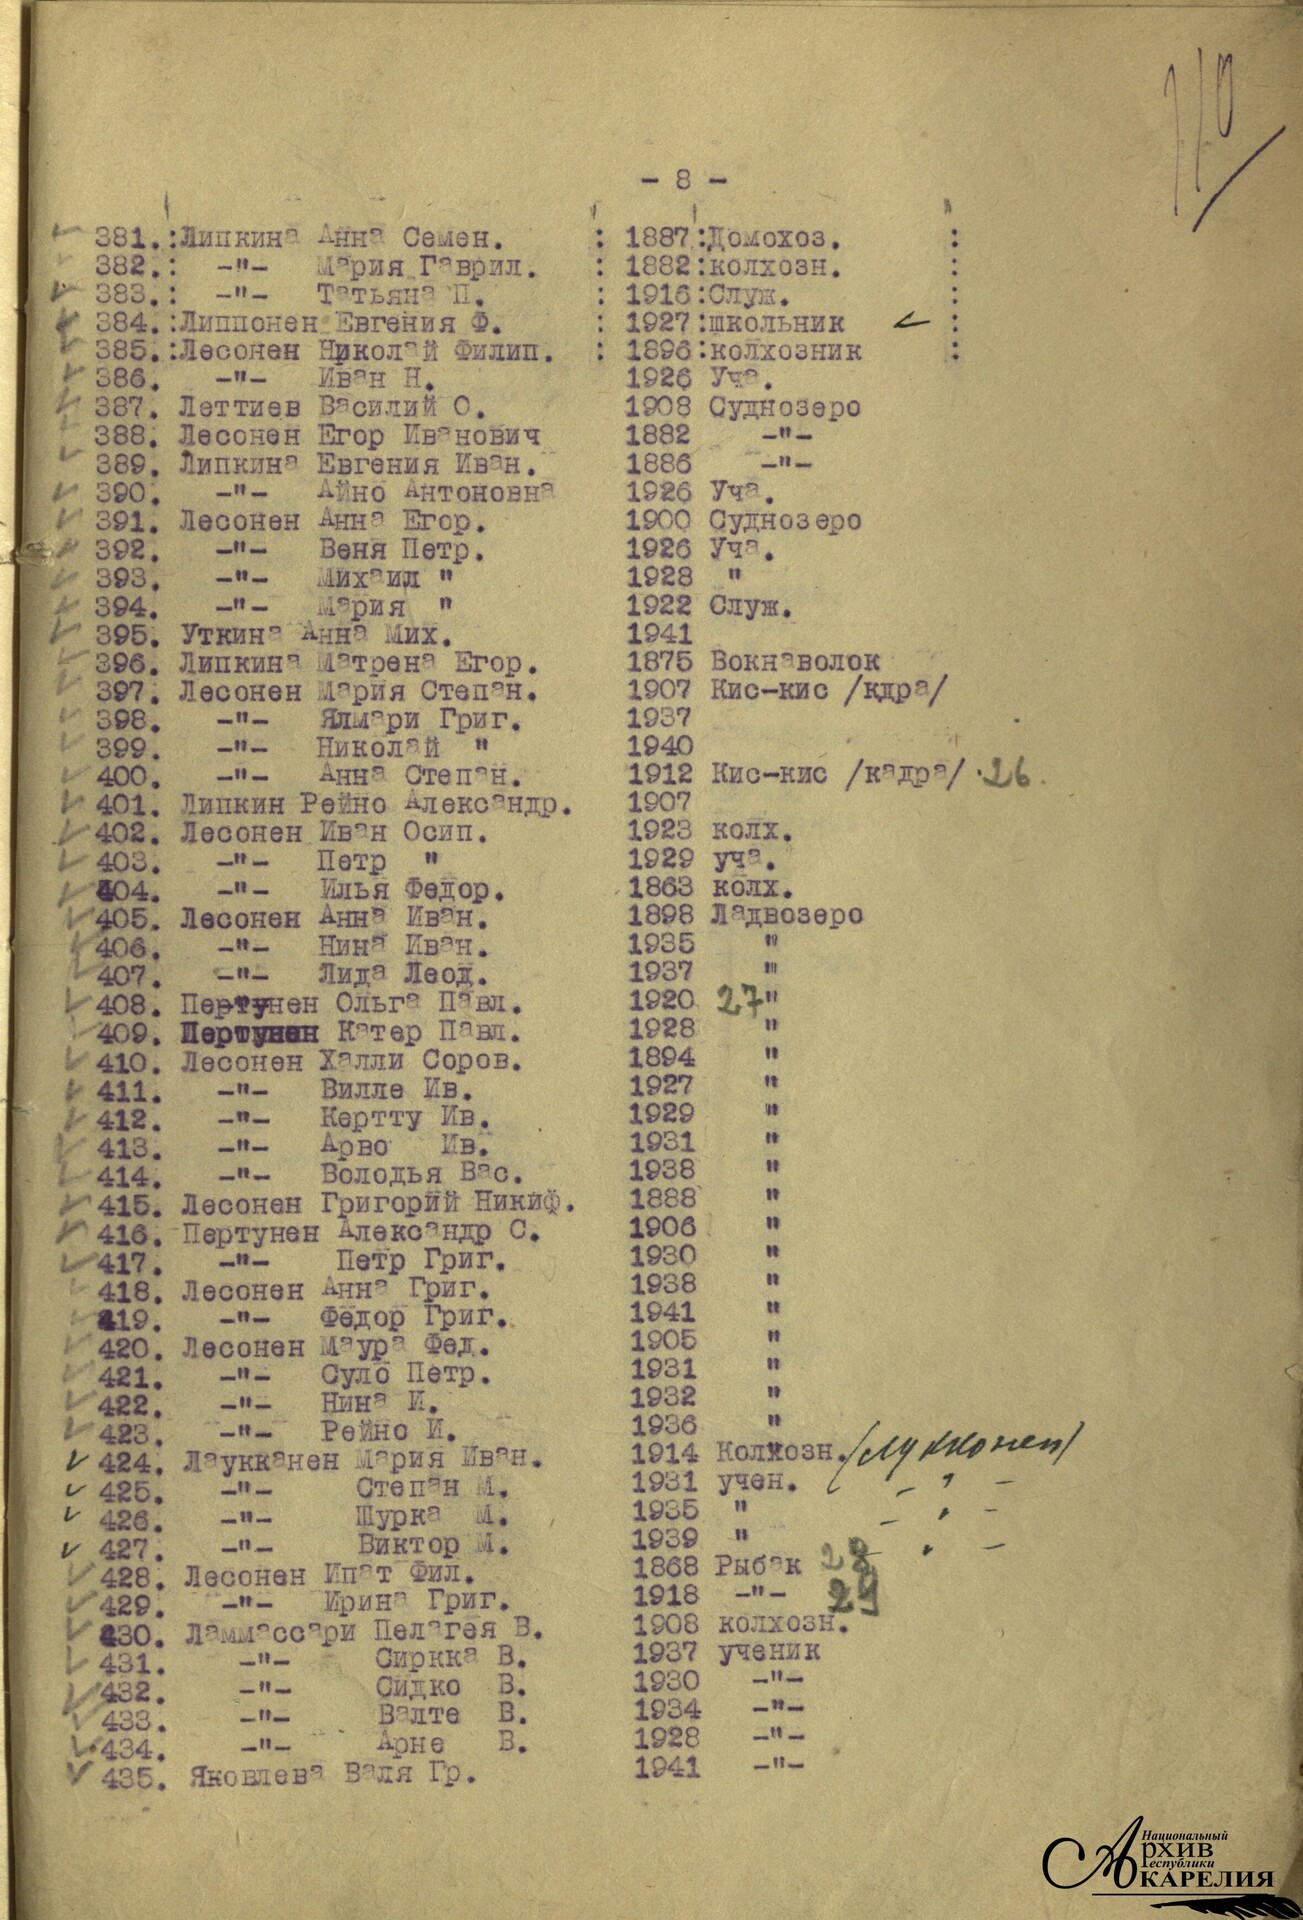 110
- 8 -
381.:Липкина Анна Семен. : 1887:Домохоз. :
382.: -"- Мария Гаврил. : 1882:колхозн. :
383.: -"- Татьяна П. : 1916:Служ. :
384.:Липпонен Евгения Ф. : 1927:школьник :
385.:Лесонен Николай Филип. : 1896:колхозник :
386. -"- Иван Н. 1926 Уча.
387. Леттиев Василий О. 1908 Суднозеро
388. Лесонен Егор Иванович 1882 -"-
389. Липкина Евгения Иван. 1886 -"-
390. -"- Айно Антоновна 1926 Уча.
391. Лесонен Анна Егор. 1900 Суднозеро
392. -"- Веня Петр. 1926 Уча.
393. -"- Михаил " 1928 "
394. -"- Мария " 1922 Служ.
395. Уткина Анна Мих. 1941
396. Липкина Матрена Егор. 1875 Вокнаволок
397. Лесонен Мария Степан. 1907 Кис-кис /кдра/
398. -"- Ялмари Григ. 1937
399. -"- Николай " 1940
400. -"- Анна Степан. 1912 Кис-кис /кадра/ 26.
401. Липкин Рейно Александр. 1907
402. Лесонен Иван Осип. 1923 колх.
403. -"- Петр " 1929 уча.
404. -"- Илья Федор. 1863 колх.
405. Лесонен Анна Иван. 1898 Ладвозеро
406. -"- Нина Иван. 1935 "
407. -"- Лида Леод. 1937 "
408. Пертунен Ольга Павл. 1920 27 "
409. Пертунен Катер Павл. 1928 "
410. Лесонен Халли Соров. 1894 "
411. -"- Вилле Ив. 1927 "
412. -"- Кертту Ив. 1929 "
413. -"- Арво Ив. 1931 "
414. -"- Володья Вас. 1938 "
415. Лесонен Григорий Никиф. 1888 "
416. Пертунен Александр С. 1906 "
417. -"- Петр Григ. 1930 "
418. Лесонен Анна Григ. 1938 "
419. -"- Федор Григ. 1941 "
420. Лесонен Маура Фед. 1905 "
421. -"- Суло Петр. 1931 "
422. -"- Нина И. 1932 "
423. -"- Рейно И. 1936 "
424. Лаукканен Мария Иван. 1914 Колхозн. (Лукконен)
425. -"- Степан М. 1931 учен. - " -
426. -"- Шурка М. 1935 " - " -
427. -"- Виктор М. 1939 " - " -
428. Лесонен Ипат Фил. 1868 Рыбак 28
429. -"- Ирина Григ. 1918 -"- 29
430. Ламмассари Пелагея В. 1908 колхозн.
431. -"- Сиркка В. 1937 ученик
432. -"- Сидко В. 1930 -"-
433. -"- Валте В. 1934 -"-
434. -"- Арне В. 1928 -"-
435. Яковлева Валя Гр. 1941 -"-
Национальный
Архив
Республики
КАРЕЛИЯ